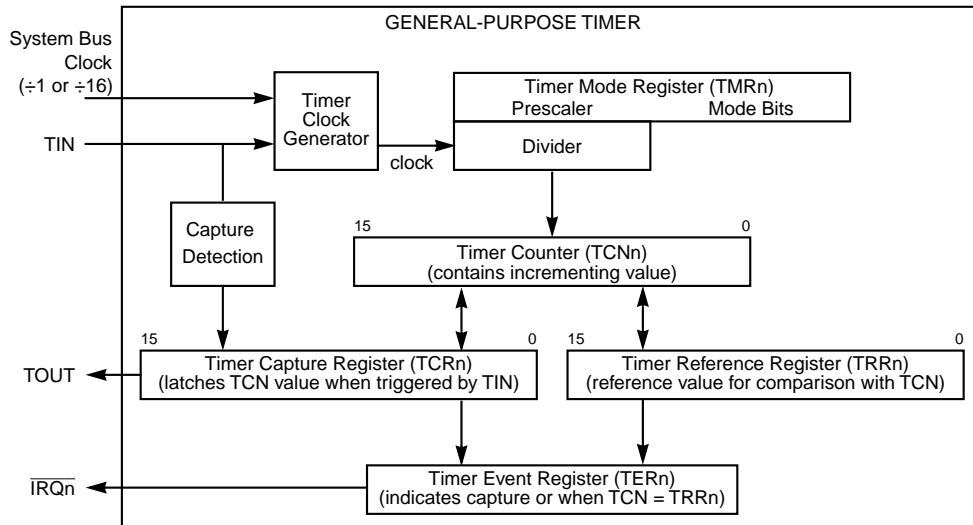 GENERAL-PURPOSE TIMER
System Bus
Clock
(÷1 or ÷16)
TIN
Timer
Clock
Generator
clock
Timer Mode Register (TMRn)
Prescaler Mode Bits
Divider
Capture
Detection
15 0
Timer Counter (TCNn)
(contains incrementing value)
15 0
Timer Capture Register (TCRn)
(latches TCN value when triggered by TIN)
15 0
Timer Reference Register (TRRn)
(reference value for comparison with TCN)
TOUT
Timer Event Register (TERn)
(indicates capture or when TCN = TRRn)
IRQn